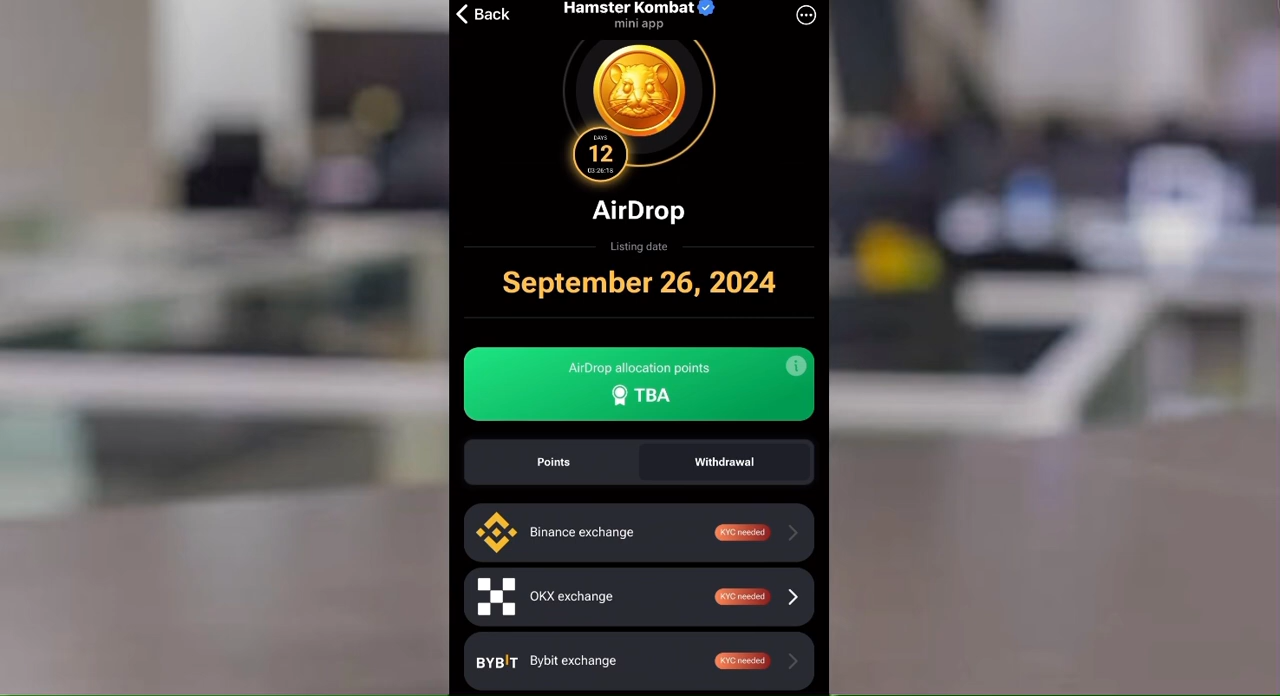 Back
Hamster Kombat
mini app
DAYS
12
03:26:18
AirDrop
Listing date
September 26, 2024
AirDrop allocation points
TBA
Points
Withdrawal
Binance exchange
KYC needed
OKX exchange
KYC needed
BYBIT
Bybit exchange
KYC needed